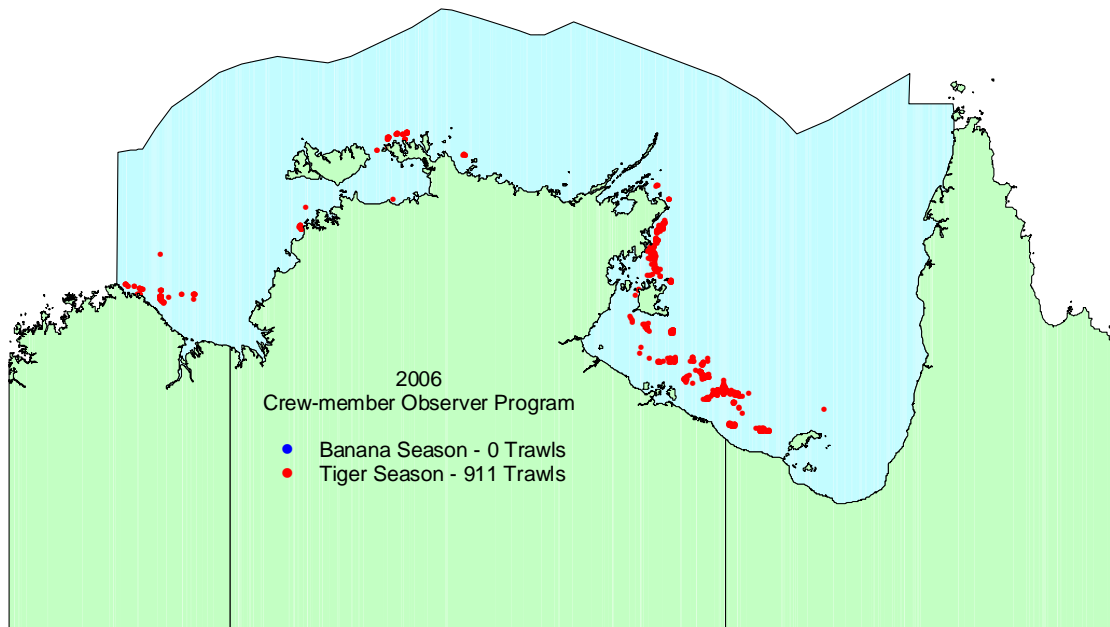 2006
Crew-member Observer Program
Banana Season - 0 Trawls
Tiger Season - 911 Trawls